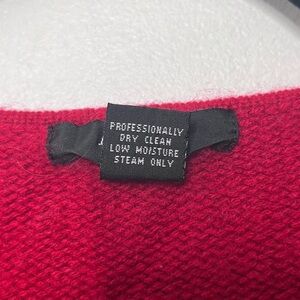 PROFESSIONALLY
DRY CLEAN
LOW MOISTURE
STEAM ONLY